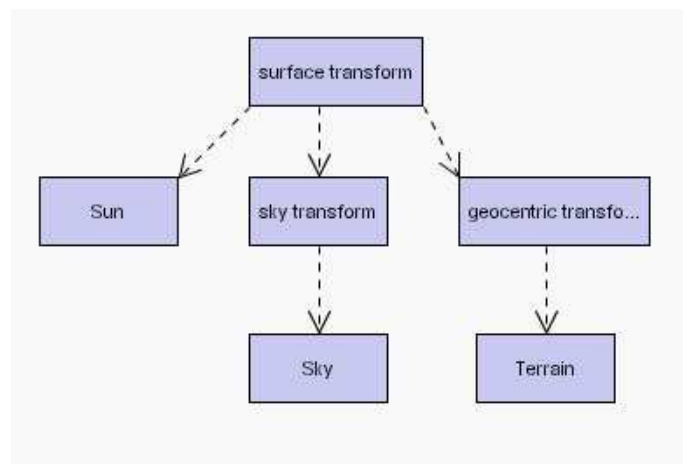 surface transform
Sun
sky transform
geocentric transfo...
Sky
Terrain